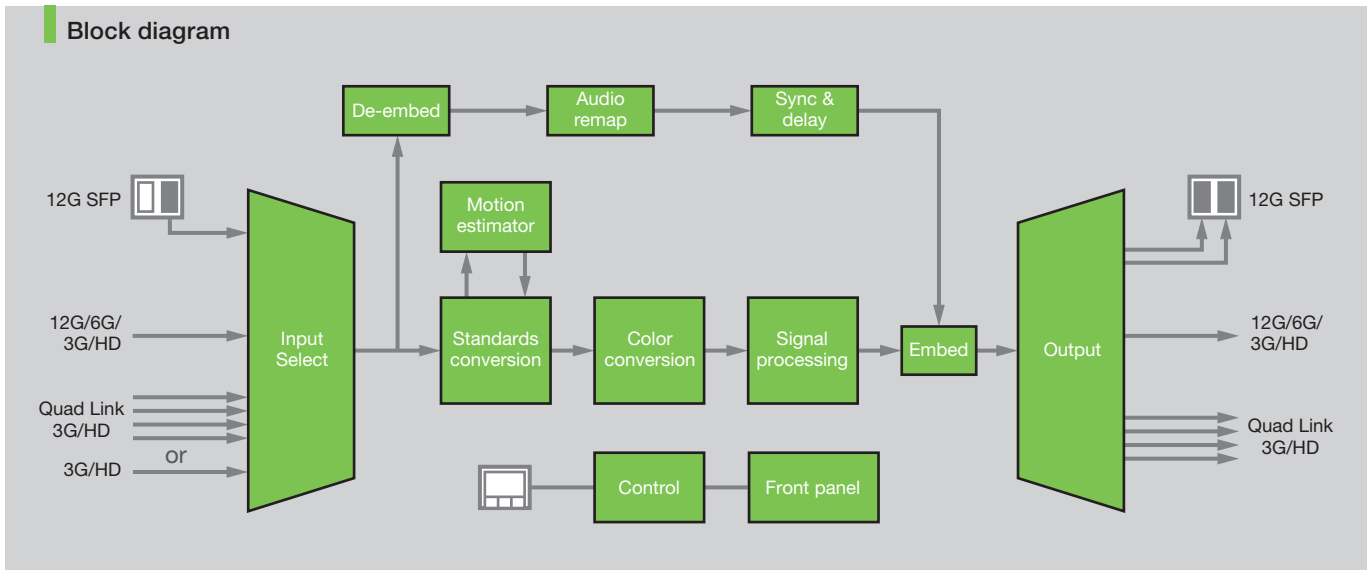 Block diagram
De-embed
Audio
remap
Sync &
delay
12G SFP
Motion
estimator
12G SFP
12G/6G/
3G/HD
Input
Select
Standards
conversion
Color
conversion
Signal
processing
Embed
Output
12G/6G/
3G/HD
Quad Link
3G/HD
or
3G/HD
Quad Link
3G/HD
Control
Front panel